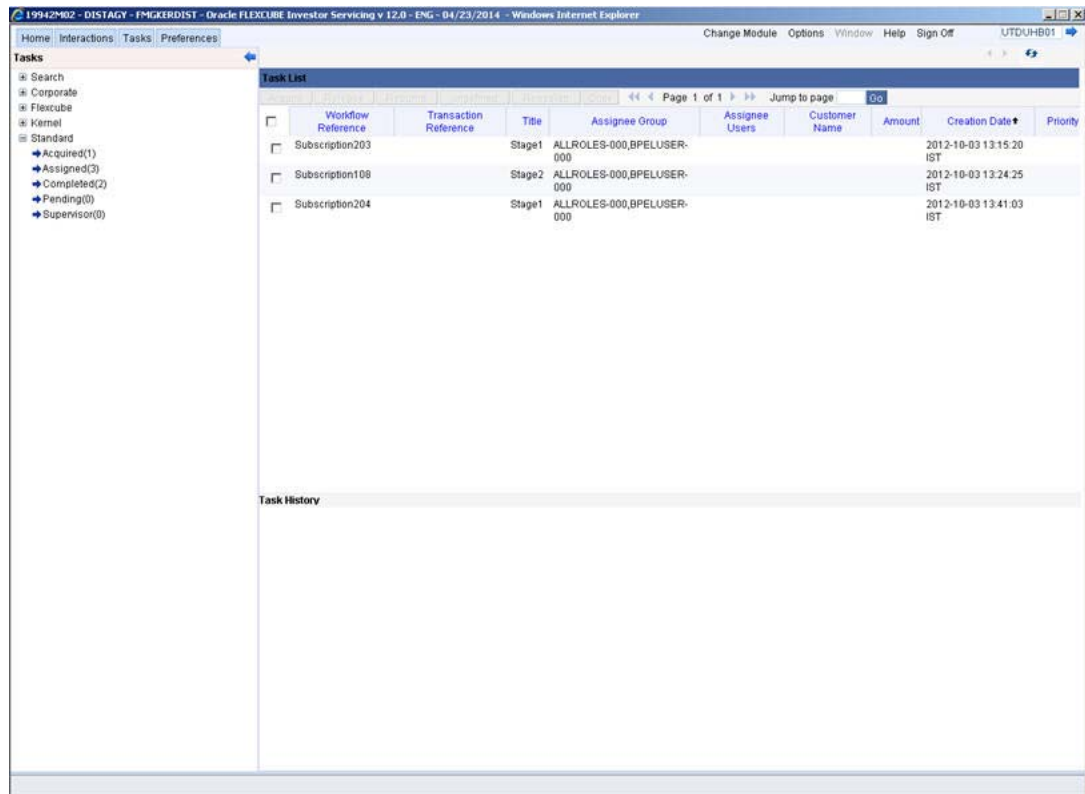 19942M02 - DISTAGY - FMGKERDIST - Oracle FLEXCUBE Investor Servicing v 12.0 - ENG - 04/23/2014 - Windows Internet Explorer
Home Interactions Tasks Preferences
Change Module Options Window Help Sign Off UTDUHB01
Tasks
Search
Corporate
Flexcube
Kernel
Standard
Acquired(1)
Assigned(3)
Completed(2)
Pending(0)
Supervisor(0)
Task List
Page 1 of 1 Jump to page Go
Workflow Reference Transaction Reference Title Assignee Group Assignee Users Customer Name Amount Creation Date Priority
Subscription203 Stage1 ALLROLES-000,BPELUSER-000 2012-10-03 13:15:20 IST
Subscription108 Stage2 ALLROLES-000,BPELUSER-000 2012-10-03 13:24:25 IST
Subscription204 Stage1 ALLROLES-000,BPELUSER-000 2012-10-03 13:41:03 IST
Task History